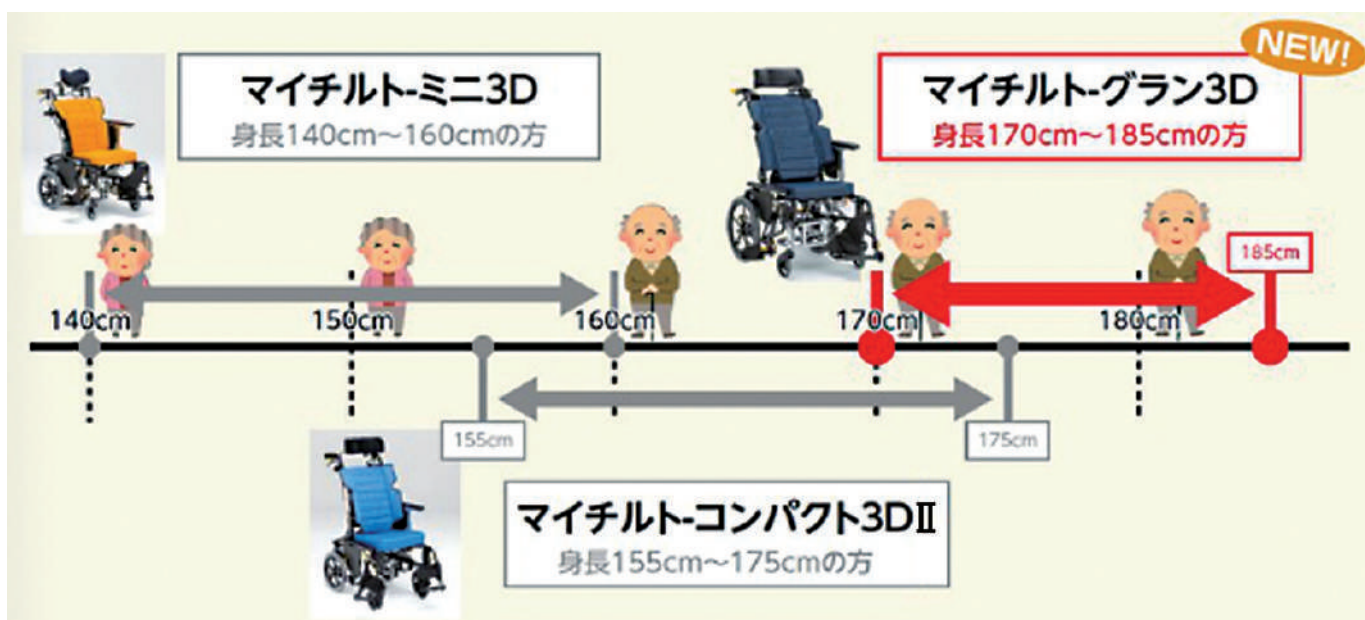 NEW!
マイチルト-ミニ3D
身長140cm～160cmの方
マイチルト-グラン3D
身長170cm～185cmの方
185cm
140cm
150cm
160cm
170cm
180cm
155cm
175cm
マイチルト-コンパクト3DⅡ
身長155cm～175cmの方